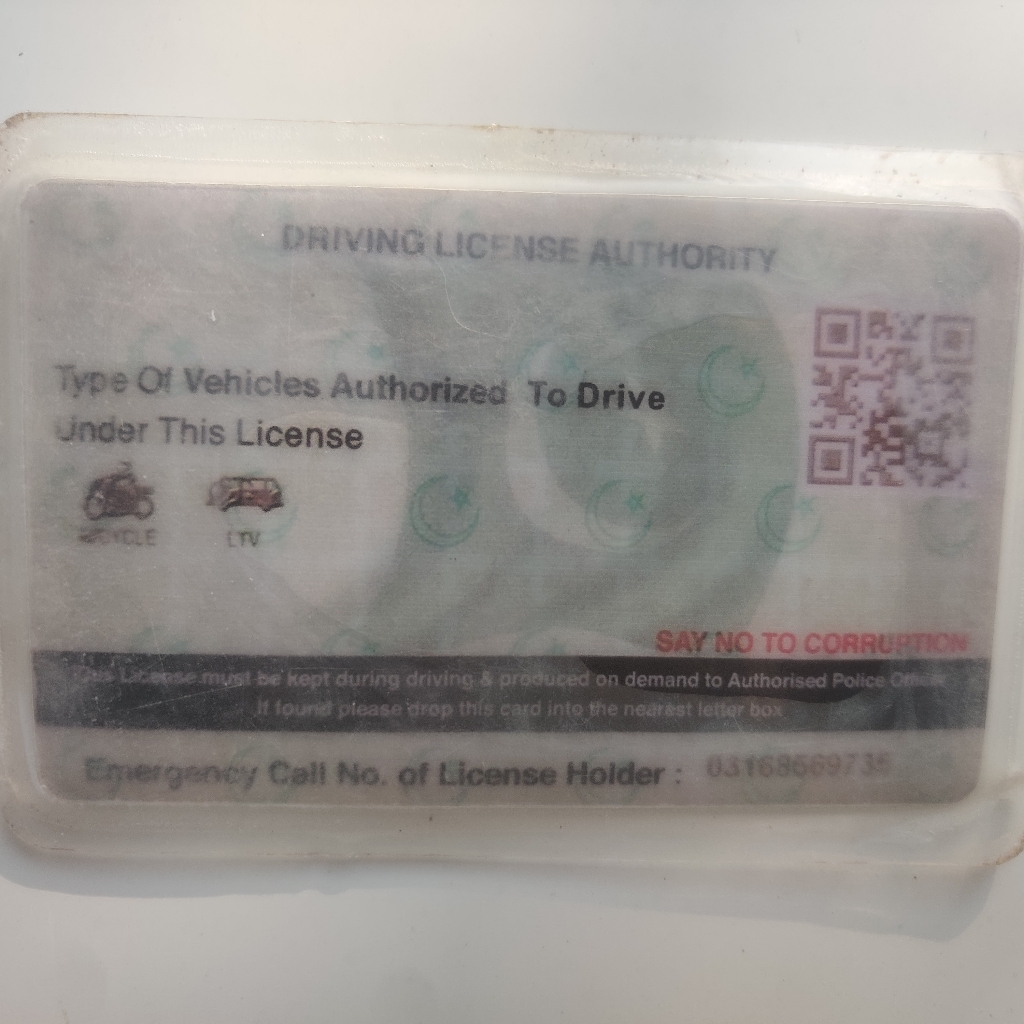 DRIVING LICENSE AUTHORITY
Type Of Vehicles Authorized To Drive
Under This License
M CYCLE LTV
SAY NO TO CORRUPTION
This License must be kept during driving & produced on demand to Authorised Police Officer
If found please drop this card into the nearest letter box
Emergency Call No. of License Holder :